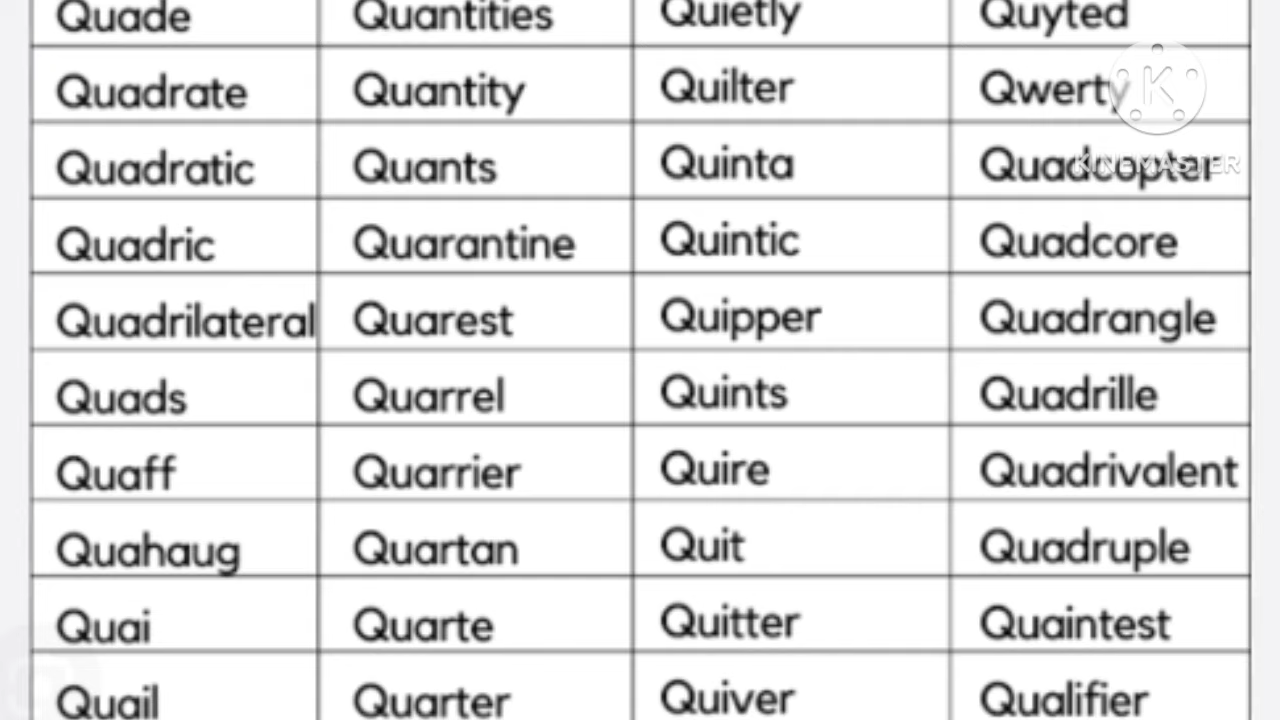 Quade Quantities Quietly Quyted
Quadrate Quantity Quilter Qwerty
Quadratic Quants Quinta Quadcopter
Quadric Quarantine Quintic Quadcore
Quadrilateral Quarest Quipper Quadrangle
Quads Quarrel Quints Quadrille
Quaff Quarrier Quire Quadrivalent
Quahaug Quartan Quit Quadruple
Quai Quarte Quitter Quaintest
Quail Quarter Quiver Qualifier
K
KINEMASTER